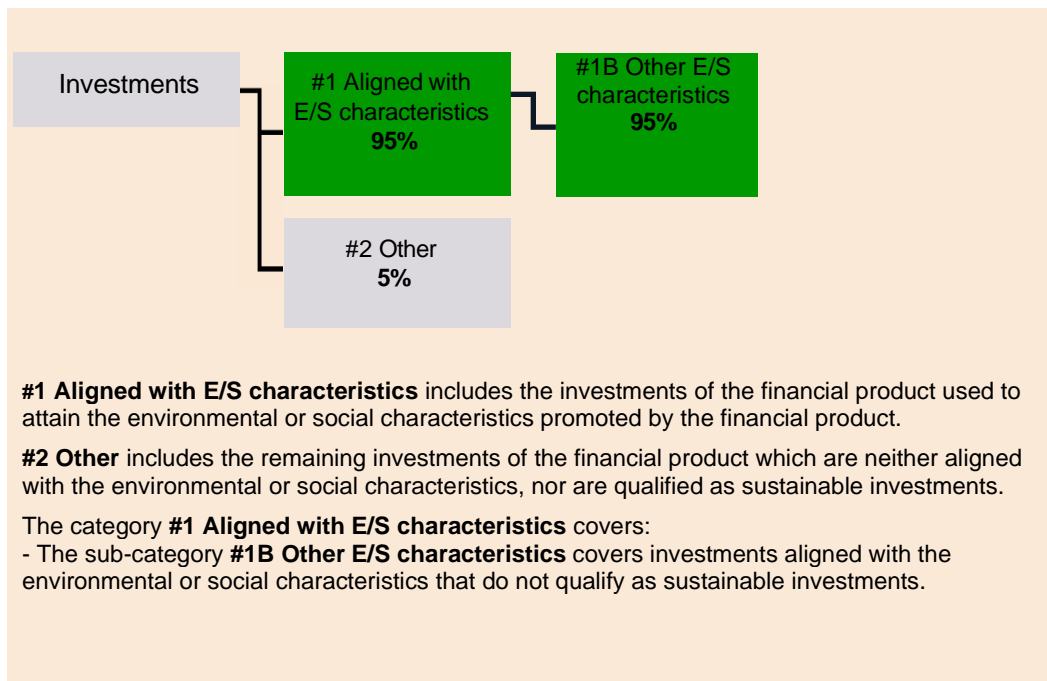 Investments
#1 Aligned with
E/S characteristics
95%
#1B Other E/S
characteristics
95%
#2 Other
5%
#1 Aligned with E/S characteristics includes the investments of the financial product used to
attain the environmental or social characteristics promoted by the financial product.
#2 Other includes the remaining investments of the financial product which are neither aligned
with the environmental or social characteristics, nor are qualified as sustainable investments.
The category #1 Aligned with E/S characteristics covers:
- The sub-category #1B Other E/S characteristics covers investments aligned with the
environmental or social characteristics that do not qualify as sustainable investments.